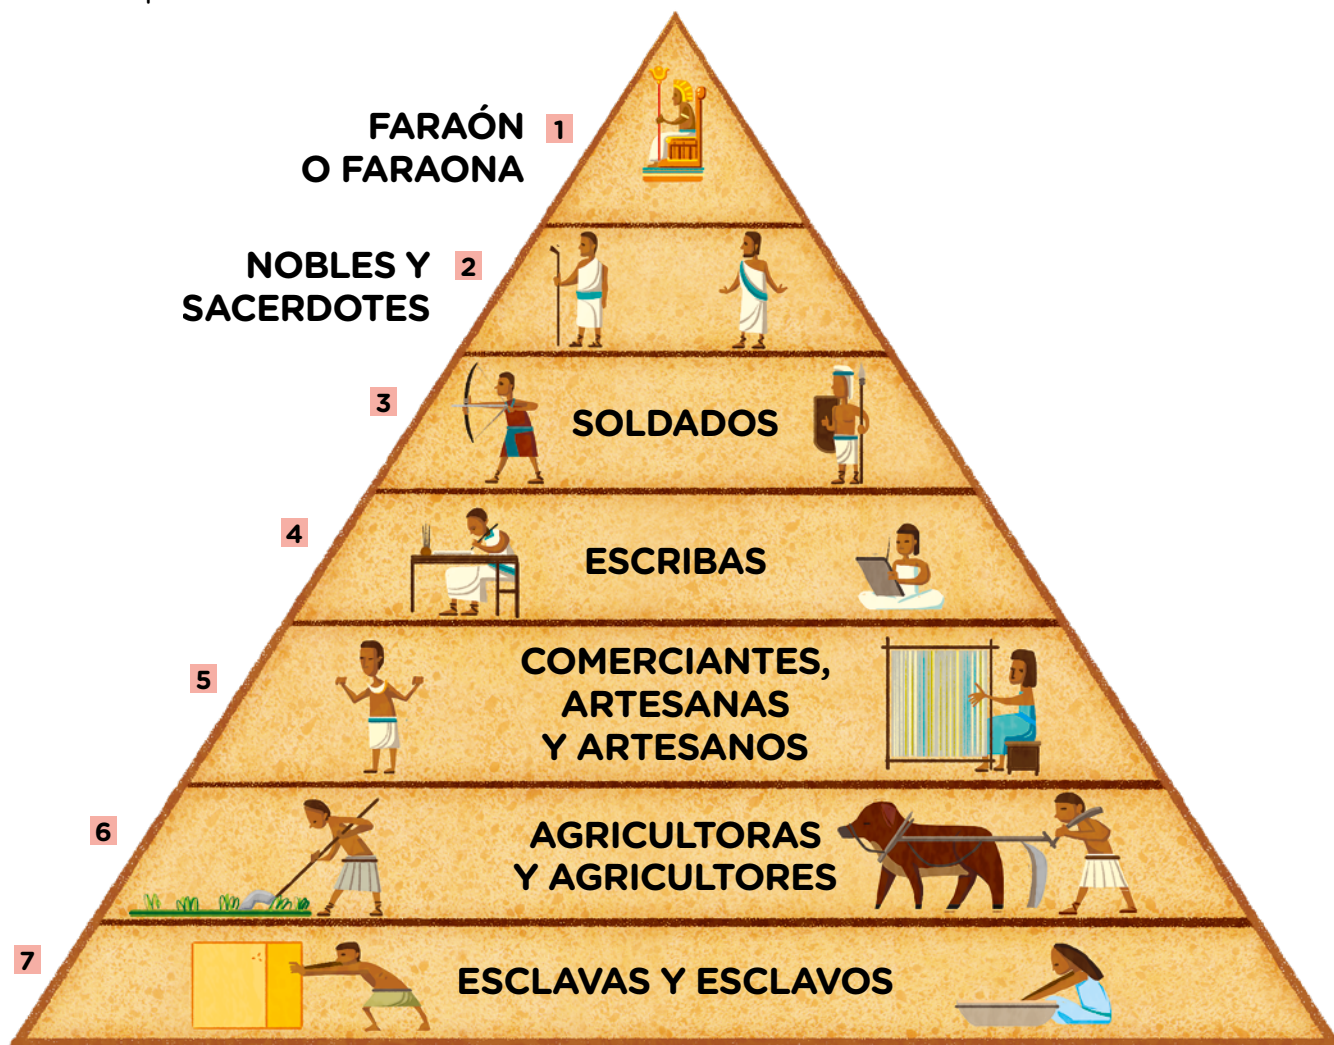 FARAÓN
O FARAONA
1
NOBLES Y
SACERDOTES
2
3
SOLDADOS
4
ESCRIBAS
5
COMERCIANTES,
ARTESANAS
Y ARTESANOS
6
AGRICULTORAS
Y AGRICULTORES
7
ESCLAVAS Y ESCLAVOS